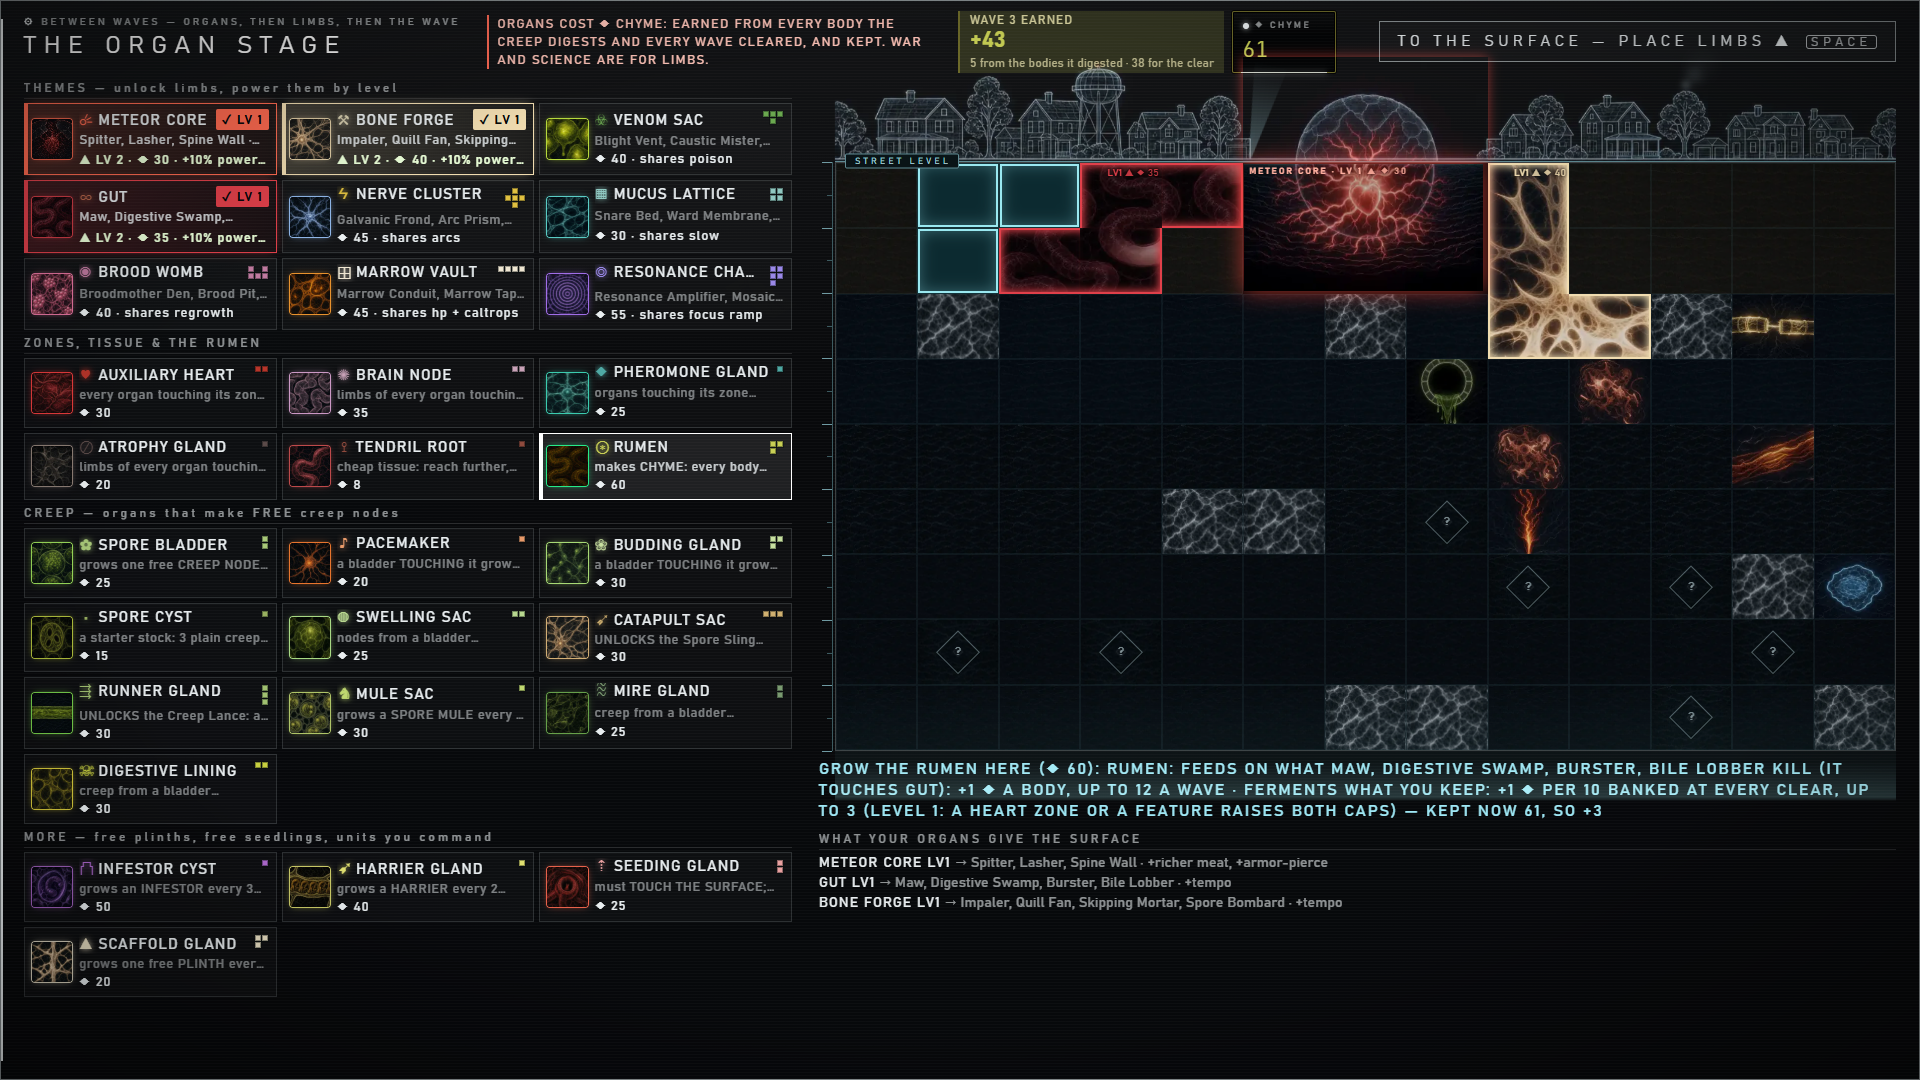 BETWEEN WAVES — ORGANS, THEN LIMBS, THEN THE WAVE
THE ORGAN STAGE
ORGANS COST ◆ CHYME: EARNED FROM EVERY BODY THE
CREEP DIGESTS AND EVERY WAVE CLEARED, AND KEPT. WAR
AND SCIENCE ARE FOR LIMBS.
WAVE 3 EARNED
+43
5 from the bodies it digested · 38 for the clear
◆ CHYME
61
TO THE SURFACE — PLACE LIMBS ▲ SPACE
THEMES — unlock limbs, power them by level
METEOR CORE ✓ LV 1
Spitter, Lasher, Spine Wall ·…
▲ LV 2 · ◆ 30 · +10% power…
BONE FORGE ✓ LV 1
Impaler, Quill Fan, Skipping…
▲ LV 2 · ◆ 40 · +10% power…
VENOM SAC
Blight Vent, Caustic Mister,…
◆ 40 · shares poison
GUT ✓ LV 1
Maw, Digestive Swamp,…
▲ LV 2 · ◆ 35 · +10% power…
NERVE CLUSTER
Galvanic Frond, Arc Prism,…
◆ 45 · shares arcs
MUCUS LATTICE
Snare Bed, Ward Membrane,…
◆ 30 · shares slow
BROOD WOMB
Broodmother Den, Brood Pit,…
◆ 40 · shares regrowth
MARROW VAULT
Marrow Conduit, Marrow Tap…
◆ 45 · shares hp + caltrops
RESONANCE CHA…
Resonance Amplifier, Mosaic…
◆ 55 · shares focus ramp
ZONES, TISSUE & THE RUMEN
AUXILIARY HEART
every organ touching its zon…
◆ 30
BRAIN NODE
limbs of every organ touchin…
◆ 35
PHEROMONE GLAND
organs touching its zone…
◆ 25
ATROPHY GLAND
limbs of every organ touchin…
◆ 20
TENDRIL ROOT
cheap tissue: reach further,…
◆ 8
RUMEN
makes CHYME: every body…
◆ 60
CREEP — organs that make FREE creep nodes
SPORE BLADDER
grows one free CREEP NODE…
◆ 25
PACEMAKER
a bladder TOUCHING it grow…
◆ 20
BUDDING GLAND
a bladder TOUCHING it grow…
◆ 30
SPORE CYST
a starter stock: 3 plain creep…
◆ 15
SWELLING SAC
nodes from a bladder…
◆ 25
CATAPULT SAC
UNLOCKS the Spore Sling…
◆ 30
RUNNER GLAND
UNLOCKS the Creep Lance: a…
◆ 30
MULE SAC
grows a SPORE MULE every …
◆ 30
MIRE GLAND
creep from a bladder…
◆ 25
DIGESTIVE LINING
creep from a bladder…
◆ 30
MORE — free plinths, free seedlings, units you command
INFESTOR CYST
grows an INFESTOR every 3…
◆ 50
HARRIER GLAND
grows a HARRIER every 2…
◆ 40
SEEDING GLAND
must TOUCH THE SURFACE;…
◆ 25
SCAFFOLD GLAND
grows one free PLINTH ever…
◆ 20
STREET LEVEL
LV1 ▲ ◆ 35
METEOR CORE · LV 1 ▲ ◆ 30
LV1 ▲ ◆ 40
?
?
?
?
?
?
?
GROW THE RUMEN HERE (◆ 60): RUMEN: FEEDS ON WHAT MAW, DIGESTIVE SWAMP, BURSTER, BILE LOBBER KILL (IT
TOUCHES GUT): +1 ◆ A BODY, UP TO 12 A WAVE · FERMENTS WHAT YOU KEEP: +1 ◆ PER 10 BANKED AT EVERY CLEAR, UP
TO 3 (LEVEL 1: A HEART ZONE OR A FEATURE RAISES BOTH CAPS) — KEPT NOW 61, SO +3
WHAT YOUR ORGANS GIVE THE SURFACE
METEOR CORE LV1 → Spitter, Lasher, Spine Wall · +richer meat, +armor-pierce
GUT LV1 → Maw, Digestive Swamp, Burster, Bile Lobber · +tempo
BONE FORGE LV1 → Impaler, Quill Fan, Skipping Mortar, Spore Bombard · +tempo